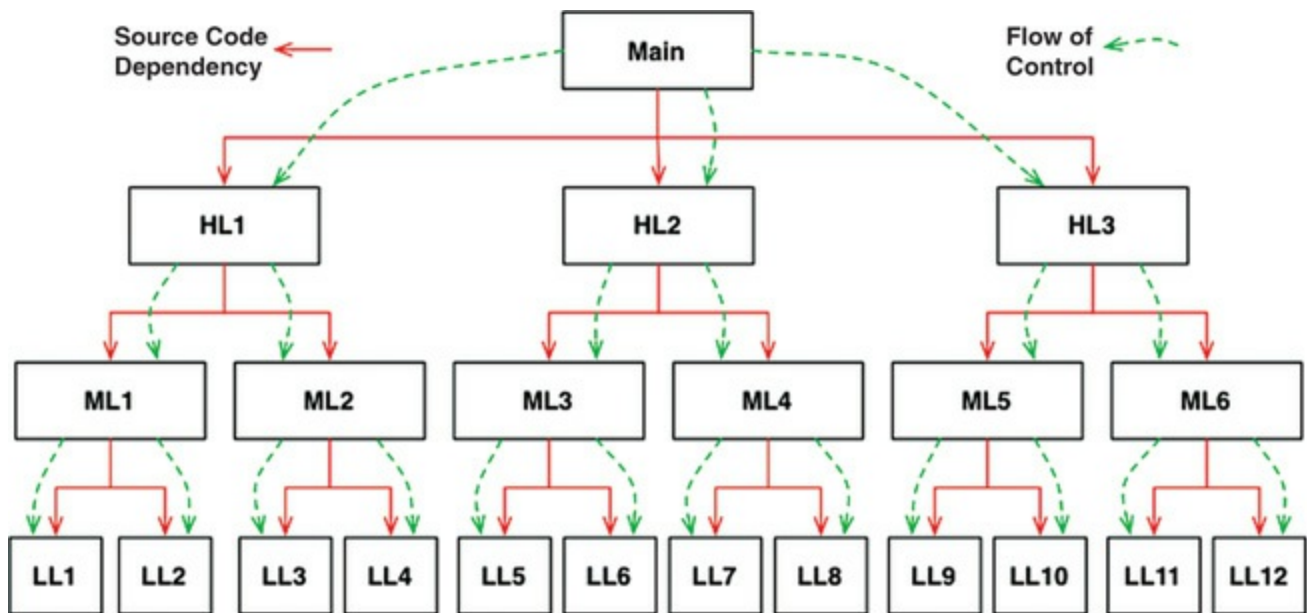 Source Code
Dependency
Main
Flow of
Control
HL1
HL2
HL3
ML1
ML2
ML3
ML4
ML5
ML6
LL1
LL2
LL3
LL4
LL5
LL6
LL7
LL8
LL9
LL10
LL11
LL12